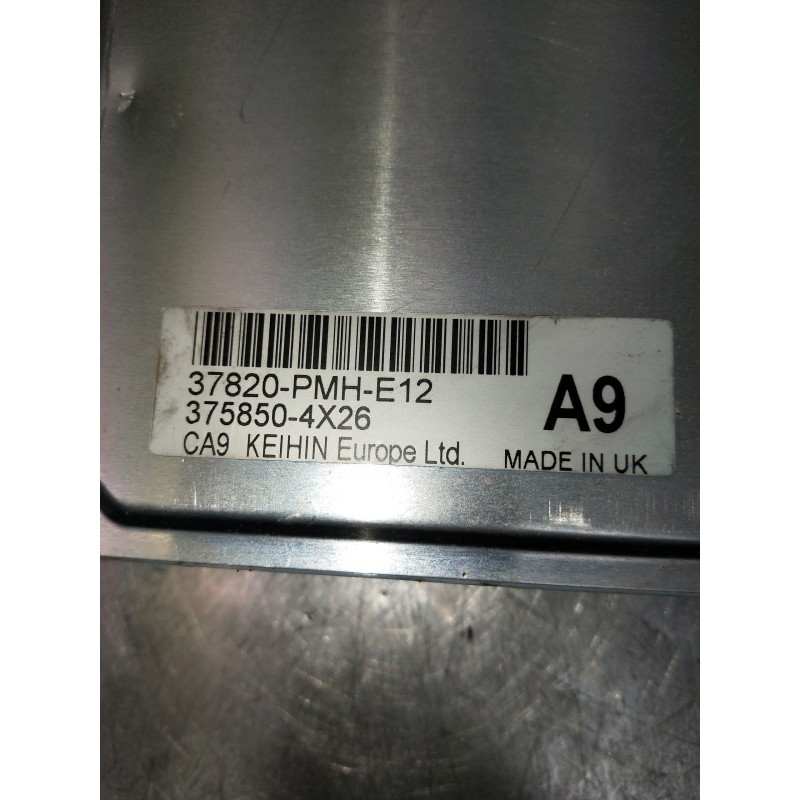 37820-PMH-E12
375850-4X26
CA9 KEIHIN Europe Ltd.
A9
MADE IN UK